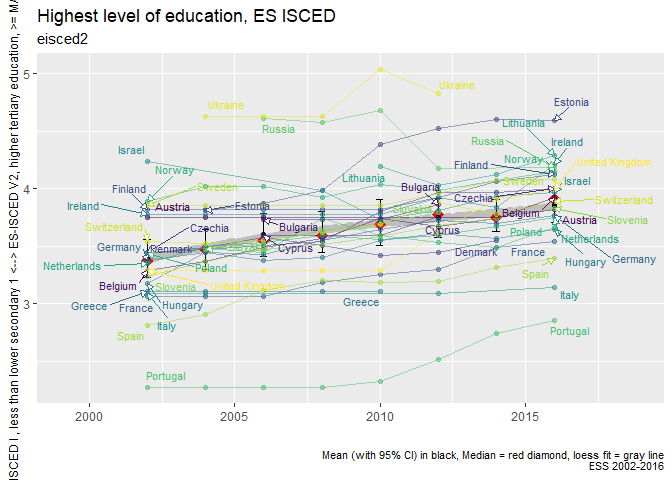 Highest level of education, ES ISCED
eisced2
ISCED I , less than lower secondary 1 <-> ES-ISCED V2, higher tertiary education, >= MA
5
4
3
Ukraine
Ukraine
Russia
Estonia
Lithuania
Israel
Russia
Ireland
Norway
Finland
Norway
United Kingdom
Lithuania
Finland
Sweden
Bulgaria
Sweden
Israel
Ireland
Austria
Estonia
Czechia
Switzerland
Slovenia
Belgium
Switzerland
Czechia
Bulgaria
Austria
Slovenia
Cyprus
Poland
Germany
Denmark
Cyprus
Denmark
France
Netherlands
Netherlands
Poland
Germany
Hungary
Belgium
Slovenia
United Kingdom
Spain
Greece
France
Hungary
Greece
Italy
Italy
Spain
Portugal
Portugal
2000
2005
2010
2015
Mean (with 95% CI) in black, Median = red diamond, loess fit = gray line
ESS 2002-2016